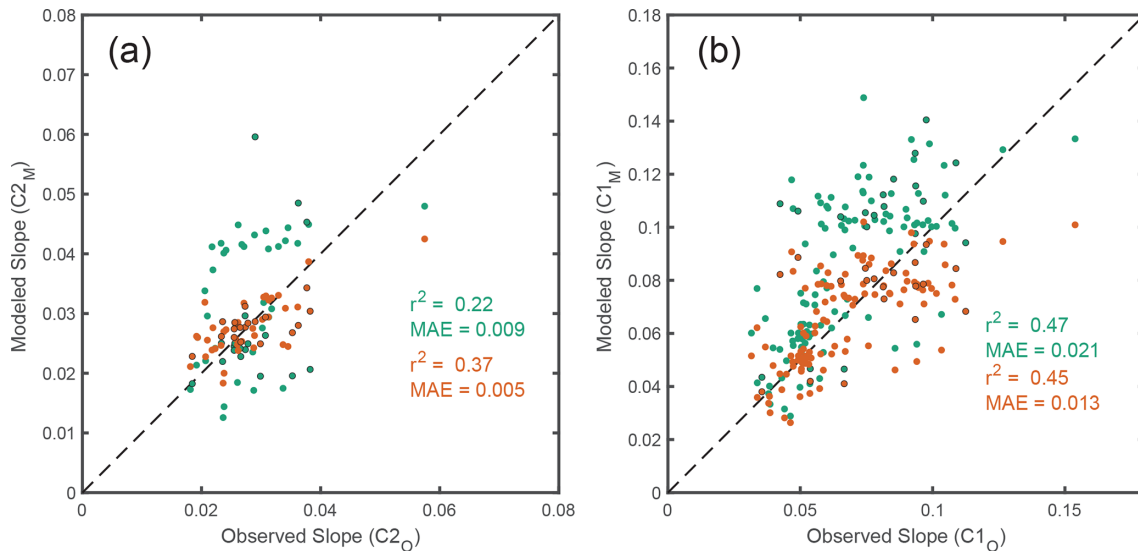 (a)
0.08
0.07
0.06
0.05
0.04
0.03
0.02
0.01
0
Modeled Slope (C2_M)
r² = 0.22
MAE = 0.009
r² = 0.37
MAE = 0.005
0 0.02 0.04 0.06 0.08
Observed Slope (C2_O)
(b)
0.18
0.16
0.14
0.12
0.1
0.08
0.06
0.04
0.02
0
Modeled Slope (C1_M)
r² = 0.47
MAE = 0.021
r² = 0.45
MAE = 0.013
0 0.05 0.1 0.15
Observed Slope (C1_O)